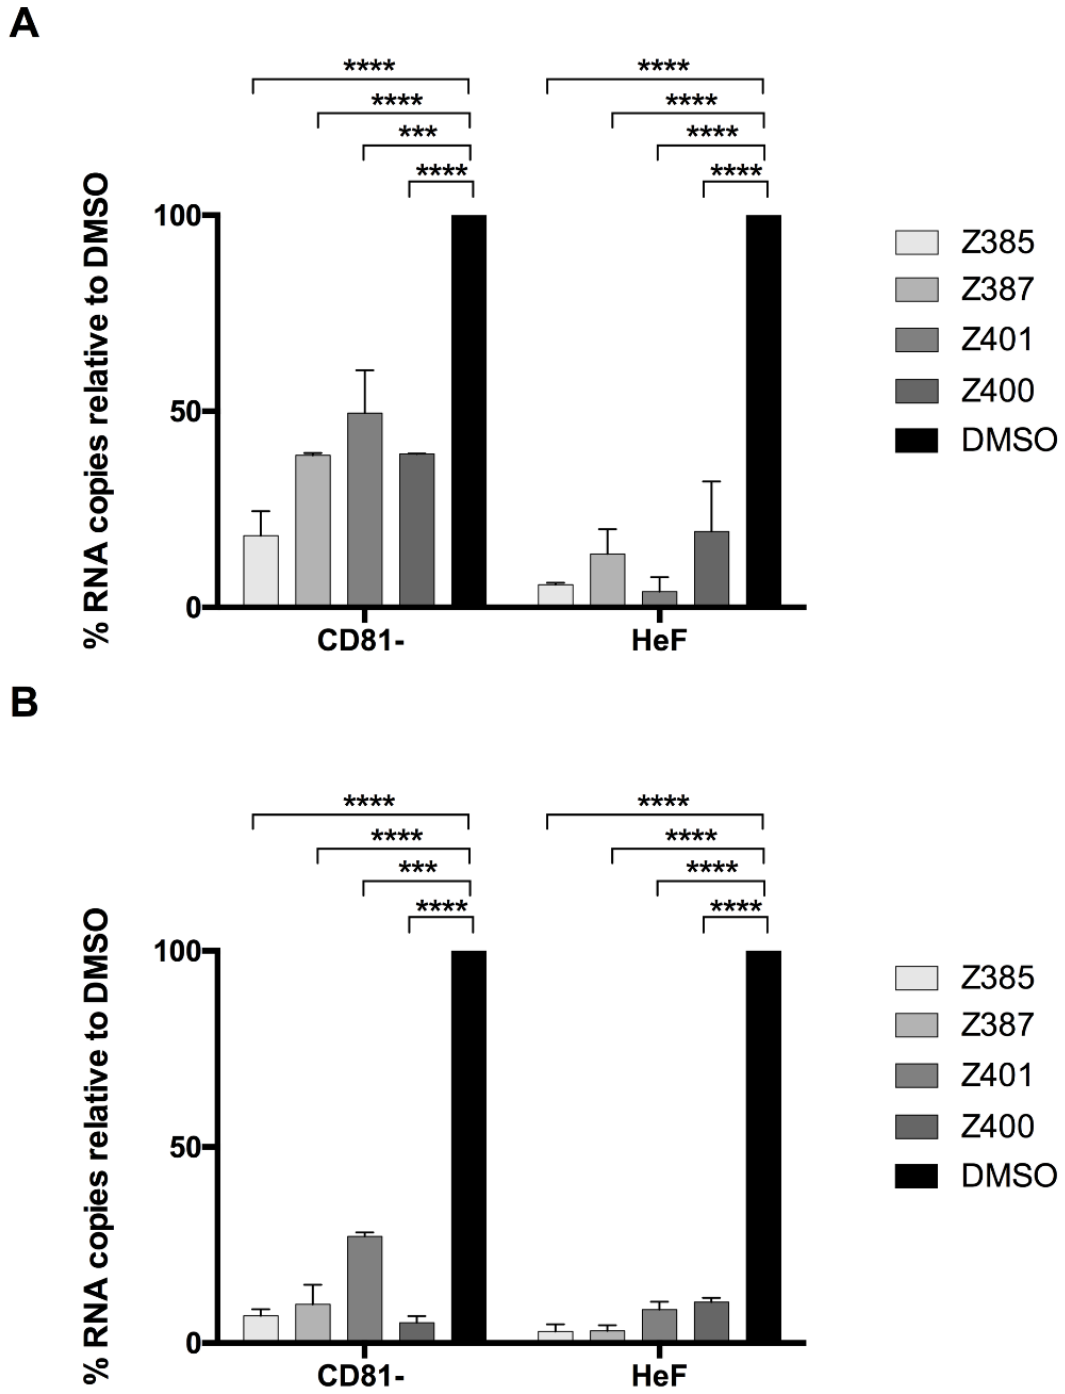 A
****
****
****
****
***
****
****
****
100
50
0
% RNA copies relative to DMSO
CD81-
HeF
Z385
Z387
Z401
Z400
DMSO
B
****
****
****
****
***
****
****
****
100
50
0
% RNA copies relative to DMSO
CD81-
HeF
Z385
Z387
Z401
Z400
DMSO